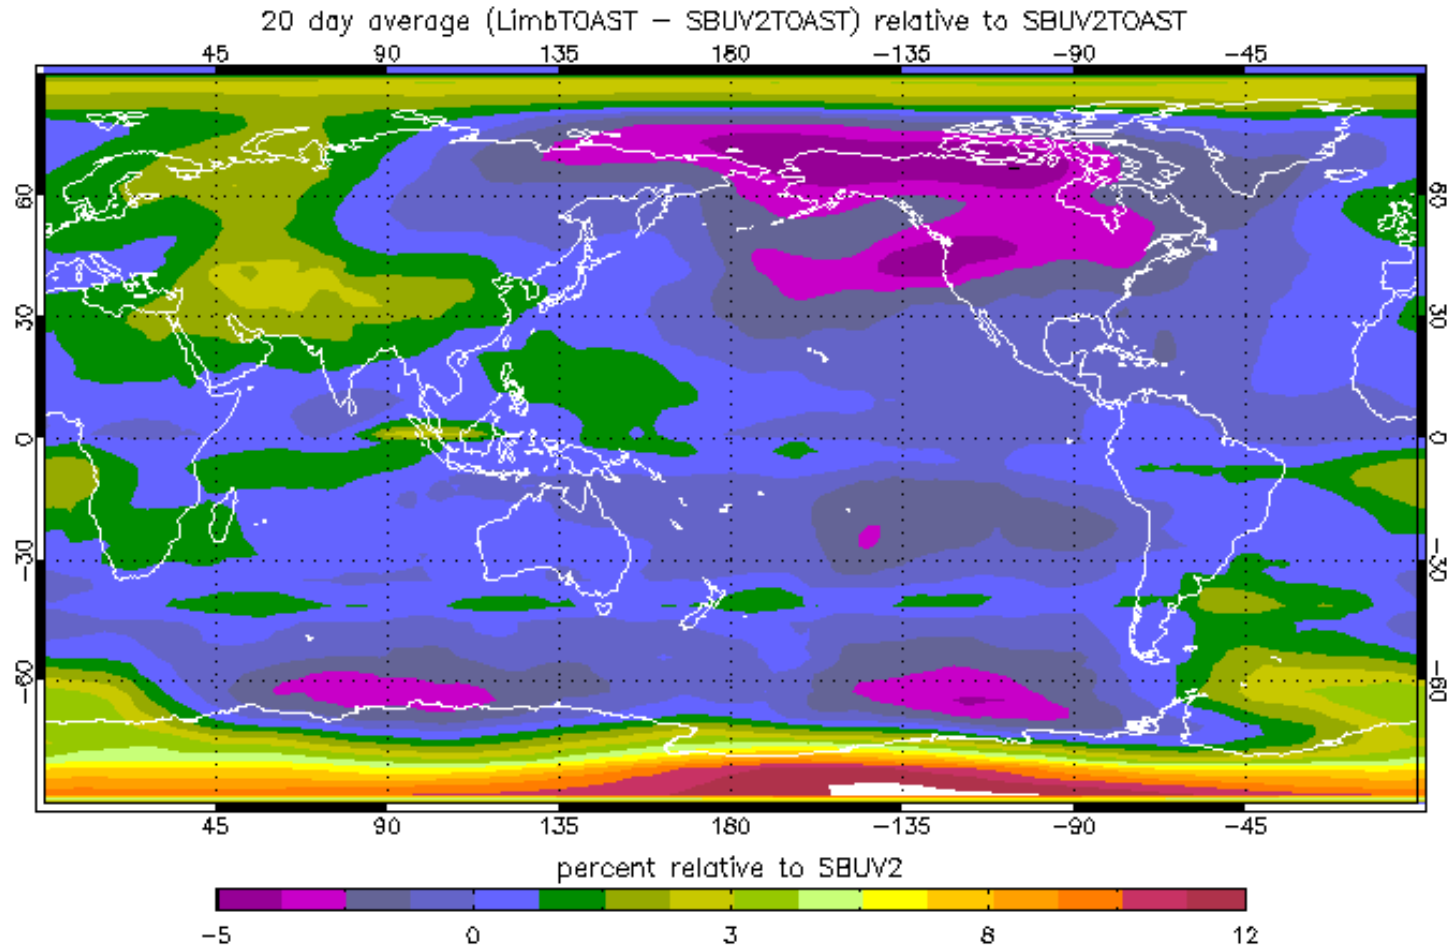 20 day average (LimbTOAST − SBUV2TOAST) relative to SBUV2TOAST
45 90 135 180 −135 −90 −45
60 60
30 30
0 0
−30 −30
−60 −60
45 90 135 180 −135 −90 −45
percent relative to SBUV2
−5 0 3 8 12